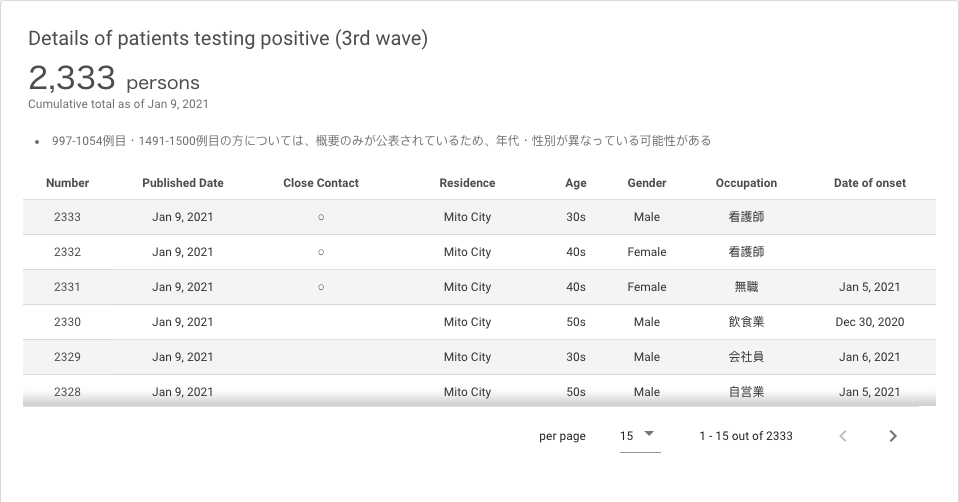 Details of patients testing positive (3rd wave)
2,333 persons
Cumulative total as of Jan 9, 2021
• 997-1054例目・1491-1500例目の方については、概要のみが公表されているため、年代・性別が異なっている可能性がある
Number Published Date Close Contact Residence Age Gender Occupation Date of onset
2333 Jan 9, 2021 ○ Mito City 30s Male 看護師
2332 Jan 9, 2021 ○ Mito City 40s Female 看護師
2331 Jan 9, 2021 ○ Mito City 40s Female 無職 Jan 5, 2021
2330 Jan 9, 2021 Mito City 50s Male 飲食業 Dec 30, 2020
2329 Jan 9, 2021 Mito City 30s Male 会社員 Jan 6, 2021
2328 Jan 9, 2021 Mito City 50s Male 自営業 Jan 5, 2021
per page 15 1 - 15 out of 2333